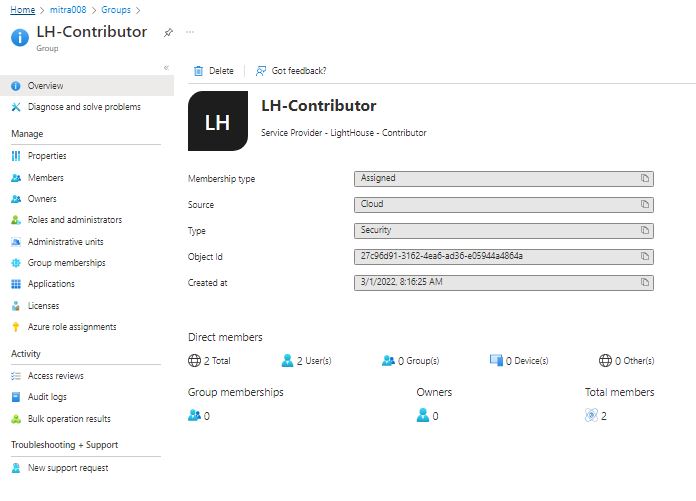 Home > mitra008 > Groups >
LH-Contributor
Group
Overview
Diagnose and solve problems
Manage
Properties
Members
Owners
Roles and administrators
Administrative units
Group memberships
Applications
Licenses
Azure role assignments
Activity
Access reviews
Audit logs
Bulk operation results
Troubleshooting + Support
New support request
Delete
Got feedback?
LH
LH-Contributor
Service Provider - LightHouse - Contributor
Membership type Assigned
Source Cloud
Type Security
Object Id 27c96d91-3162-4ea6-ad36-e05944a4864a
Created at 3/1/2022, 8:16:25 AM
Direct members
2 Total 2 User(s) 0 Group(s) 0 Device(s) 0 Other(s)
Group memberships Owners Total members
0 0 2